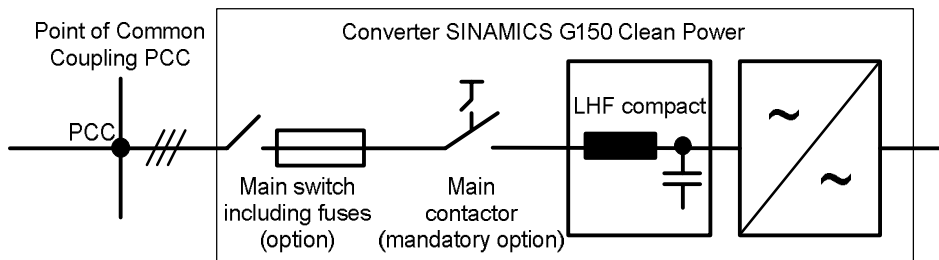 Point of Common
Coupling PCC
Converter SINAMICS G150 Clean Power
PCC
LHF compact
~
~
Main switch
including fuses
(option)
Main
contactor
(mandatory option)